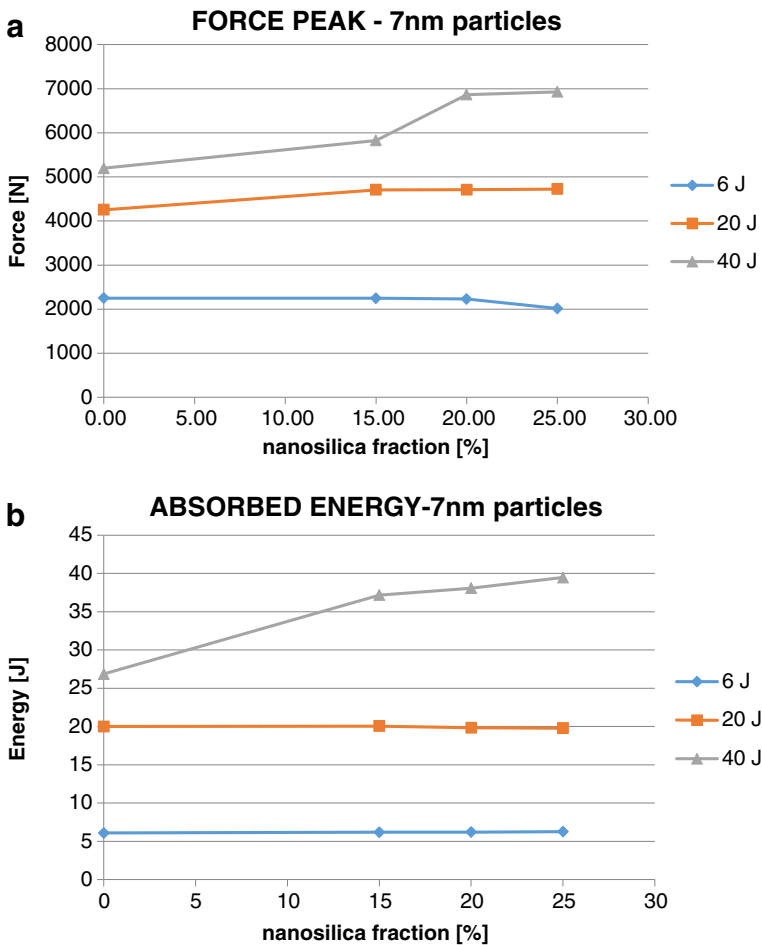 a
FORCE PEAK - 7nm particles
8000
7000
6000
5000
4000
3000
2000
1000
0
Force [N]
0.00 5.00 10.00 15.00 20.00 25.00 30.00
nanosilica fraction [%]
6 J
20 J
40 J
b
ABSORBED ENERGY-7nm particles
45
40
35
30
25
20
15
10
5
0
Energy [J]
0 5 10 15 20 25 30
nanosilica fraction [%]
6 J
20 J
40 J